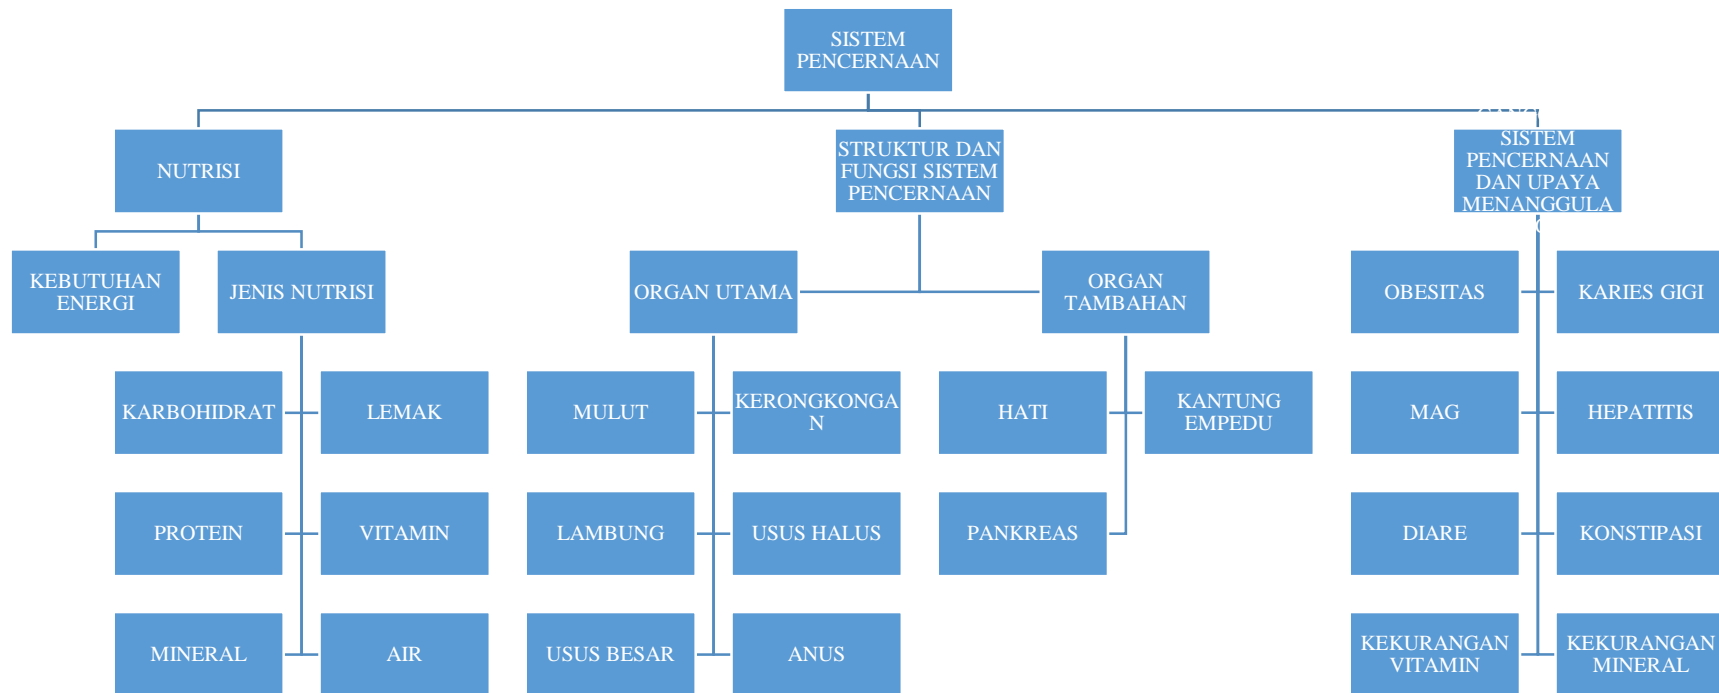 SISTEM
PENCERNAAN
NUTRISI
STRUKTUR DAN
FUNGSI SISTEM
PENCERNAAN
SISTEM
PENCERNAAN
DAN UPAYA
MENANGGULA
KEBUTUHAN
ENERGI
JENIS NUTRISI
ORGAN UTAMA
ORGAN
TAMBAHAN
OBESITAS
KARIES GIGI
KARBOHIDRAT
LEMAK
MULUT
KERONGKONGA
N
HATI
KANTUNG
EMPEDU
MAG
HEPATITIS
PROTEIN
VITAMIN
LAMBUNG
USUS HALUS
PANKREAS
DIARE
KONSTIPASI
MINERAL
AIR
USUS BESAR
ANUS
KEKURANGAN
VITAMIN
KEKURANGAN
MINERAL